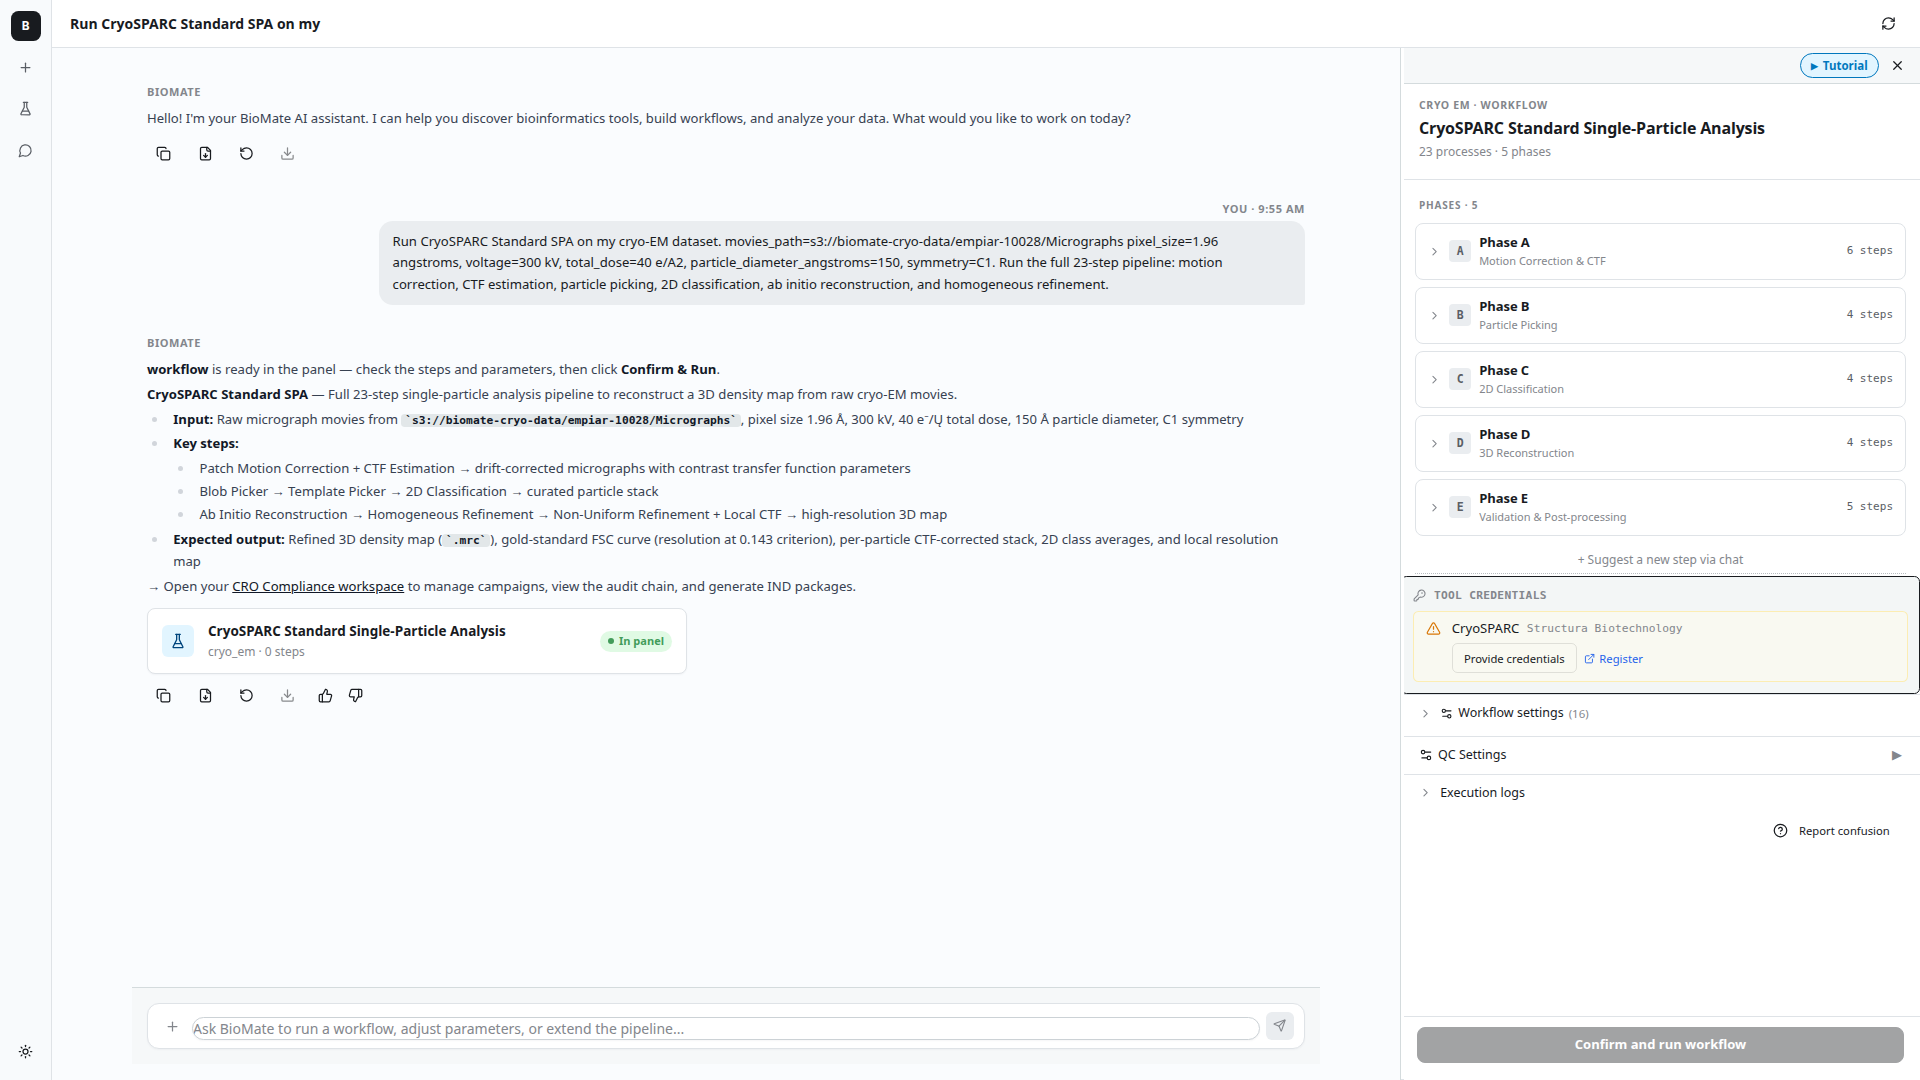 B
Run CryoSPARC Standard SPA on my
BIOMATE
Hello! I'm your BioMate AI assistant. I can help you discover bioinformatics tools, build workflows, and analyze your data. What would you like to work on today?
YOU · 9:55 AM
Run CryoSPARC Standard SPA on my cryo-EM dataset. movies_path=s3://biomate-cryo-data/empiar-10028/Micrographs pixel_size=1.96
angstroms, voltage=300 kV, total_dose=40 e/A2, particle_diameter_angstroms=150, symmetry=C1. Run the full 23-step pipeline: motion
correction, CTF estimation, particle picking, 2D classification, ab initio reconstruction, and homogeneous refinement.
BIOMATE
workflow is ready in the panel — check the steps and parameters, then click Confirm & Run.
CryoSPARC Standard SPA — Full 23-step single-particle analysis pipeline to reconstruct a 3D density map from raw cryo-EM movies.
Input: Raw micrograph movies from `s3://biomate-cryo-data/empiar-10028/Micrographs`, pixel size 1.96 Å, 300 kV, 40 e⁻/Ų total dose, 150 Å particle diameter, C1 symmetry
Key steps:
Patch Motion Correction + CTF Estimation → drift-corrected micrographs with contrast transfer function parameters
Blob Picker → Template Picker → 2D Classification → curated particle stack
Ab Initio Reconstruction → Homogeneous Refinement → Non-Uniform Refinement + Local CTF → high-resolution 3D map
Expected output: Refined 3D density map (`.mrc`), gold-standard FSC curve (resolution at 0.143 criterion), per-particle CTF-corrected stack, 2D class averages, and local resolution
map
→ Open your CRO Compliance workspace to manage campaigns, view the audit chain, and generate IND packages.
CryoSPARC Standard Single-Particle Analysis
cryo_em · 0 steps
In panel
Ask BioMate to run a workflow, adjust parameters, or extend the pipeline...
▶ Tutorial
CRYO EM · WORKFLOW
CryoSPARC Standard Single-Particle Analysis
23 processes · 5 phases
PHASES · 5
A Phase A 6 steps
Motion Correction & CTF
B Phase B 4 steps
Particle Picking
C Phase C 4 steps
2D Classification
D Phase D 4 steps
3D Reconstruction
E Phase E 5 steps
Validation & Post-processing
+ Suggest a new step via chat
TOOL CREDENTIALS
CryoSPARC Structura Biotechnology
Provide credentials Register
Workflow settings (16)
QC Settings ▶
Execution logs
Report confusion
Confirm and run workflow